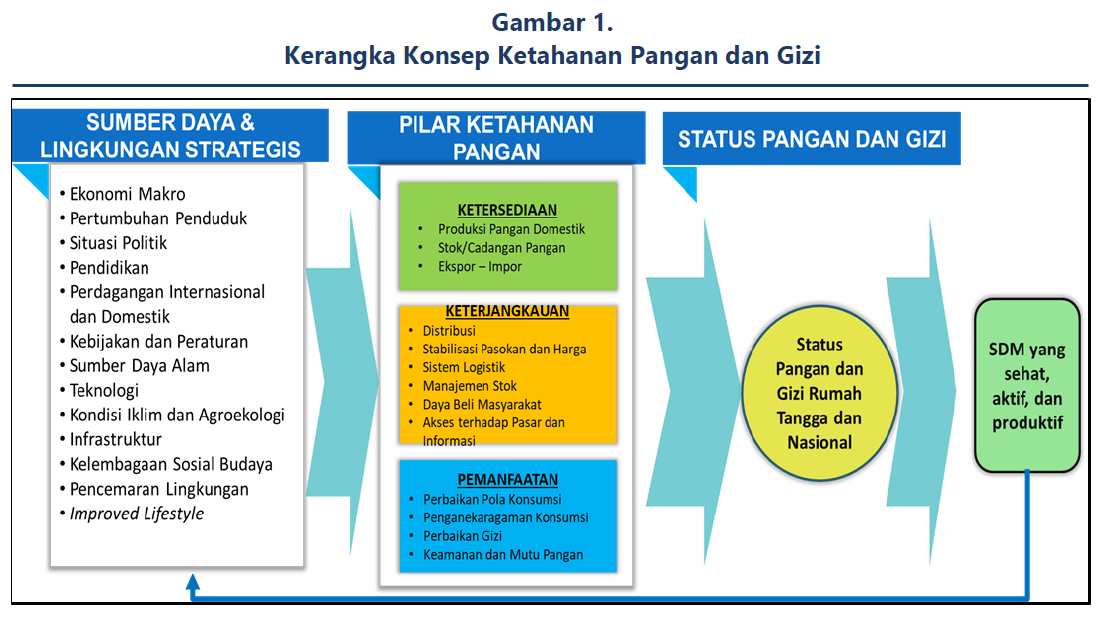 Gambar 1.
Kerangka Konsep Ketahanan Pangan dan Gizi
SUMBER DAYA &
LINGKUNGAN STRATEGIS
• Ekonomi Makro
• Pertumbuhan Penduduk
• Situasi Politik
• Pendidikan
• Perdagangan Internasional
dan Domestik
• Kebijakan dan Peraturan
• Sumber Daya Alam
• Teknologi
• Kondisi Iklim dan Agroekologi
• Infrastruktur
• Kelembagaan Sosial Budaya
• Pencemaran Lingkungan
• Improved Lifestyle
PILAR KETAHANAN
PANGAN
KETERSEDIAAN
• Produksi Pangan Domestik
• Stok/Cadangan Pangan
• Ekspor – Impor
KETERJANGKAUAN
• Distribusi
• Stabilisasi Pasokan dan Harga
• Sistem Logistik
• Manajemen Stok
• Daya Beli Masyarakat
• Akses terhadap Pasar dan
Informasi
PEMANFAATAN
• Perbaikan Pola Konsumsi
• Penganekaragaman Konsumsi
• Perbaikan Gizi
• Keamanan dan Mutu Pangan
STATUS PANGAN DAN GIZI
Status
Pangan dan
Gizi Rumah
Tangga dan
Nasional
SDM yang
sehat,
aktif, dan
produktif